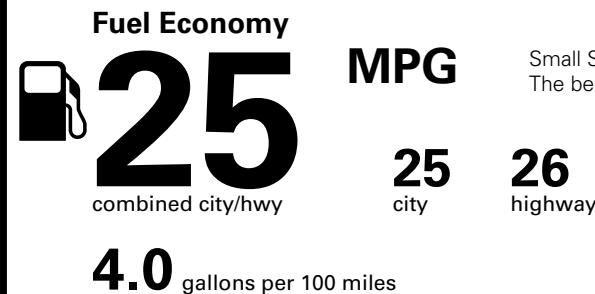 Fuel Economy
25 MPG
Small S
The be
combined city/hwy
25 city
26 highway
4.0 gallons per 100 miles